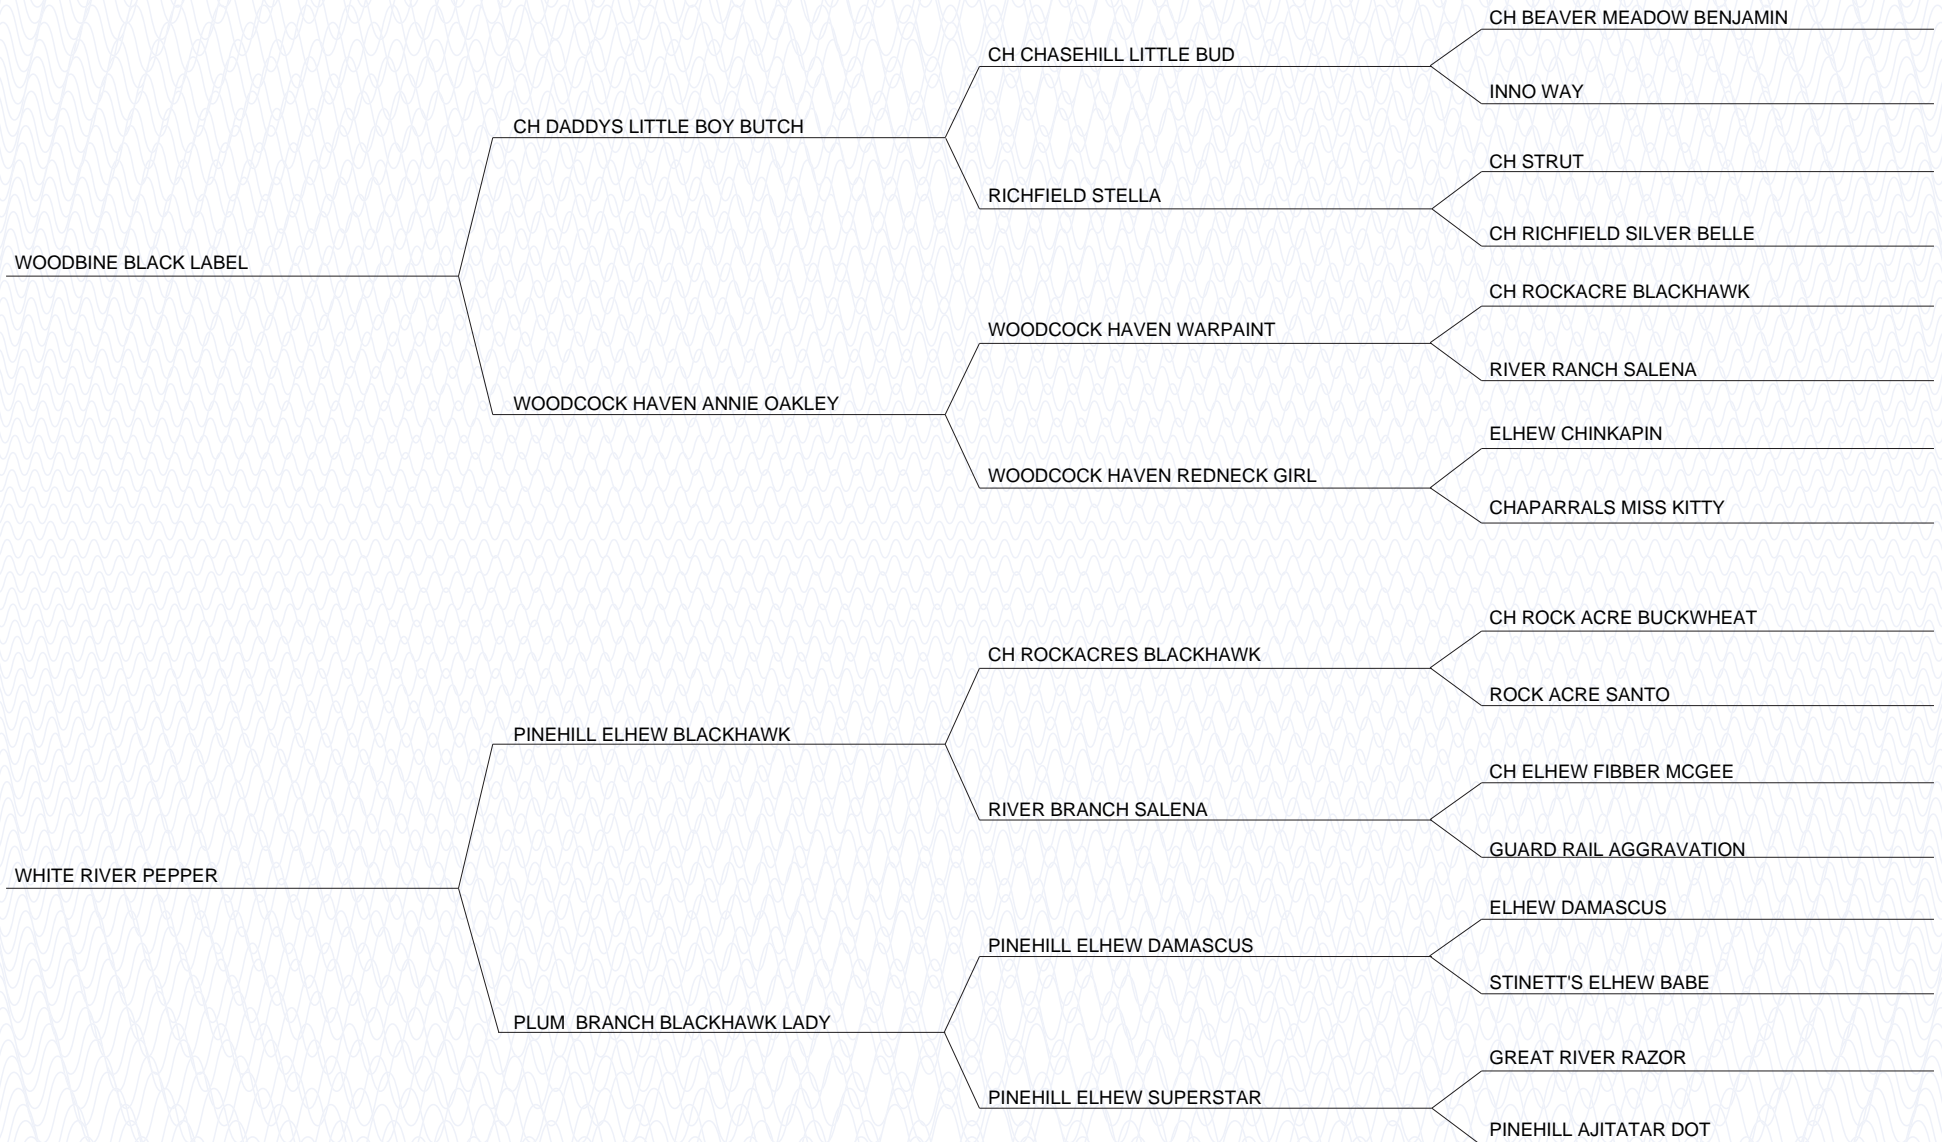 CH BEAVER MEADOW BENJAMIN
CH CHASEHILL LITTLE BUD
INNO WAY
CH DADDYS LITTLE BOY BUTCH
CH STRUT
RICHFIELD STELLA
CH RICHFIELD SILVER BELLE
WOODBINE BLACK LABEL
CH ROCKACRE BLACKHAWK
WOODCOCK HAVEN WARPAINT
RIVER RANCH SALENA
WOODCOCK HAVEN ANNIE OAKLEY
ELHEW CHINKAPIN
WOODCOCK HAVEN REDNECK GIRL
CHAPARRALS MISS KITTY
CH ROCK ACRE BUCKWHEAT
CH ROCKACRES BLACKHAWK
ROCK ACRE SANTO
PINEHILL ELHEW BLACKHAWK
CH ELHEW FIBBER MCGEE
RIVER BRANCH SALENA
GUARD RAIL AGGRAVATION
WHITE RIVER PEPPER
ELHEW DAMASCUS
PINEHILL ELHEW DAMASCUS
STINETT'S ELHEW BABE
PLUM  BRANCH BLACKHAWK LADY
GREAT RIVER RAZOR
PINEHILL ELHEW SUPERSTAR
PINEHILL AJITATAR DOT